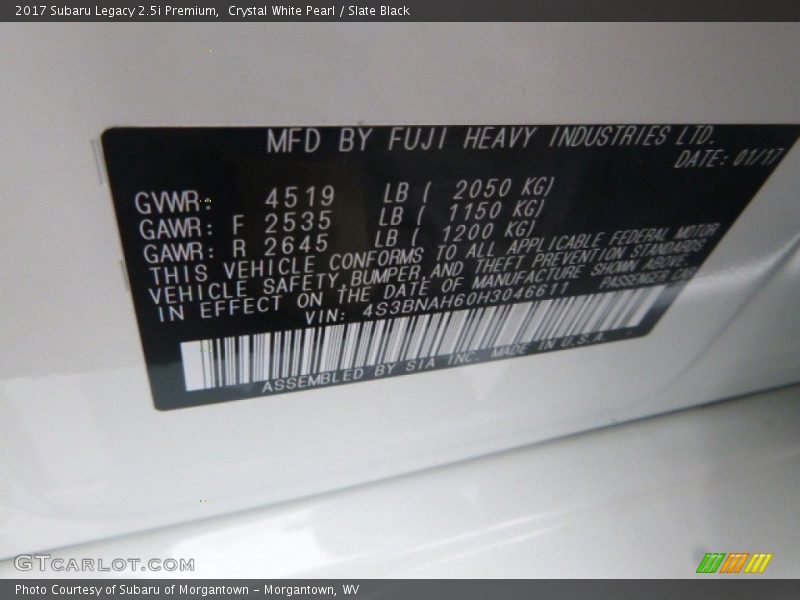 2017 Subaru Legacy 2.5i Premium,  Crystal White Pearl / Slate Black
MFD BY FUJI HEAVY INDUSTRIES LTD.
DATE: 01/17
GVWR: 4519 LB ( 2050 KG)
GAWR: F 2535 LB ( 1150 KG)
GAWR: R 2645 LB ( 1200 KG)
THIS VEHICLE CONFORMS TO ALL APPLICABLE FEDERAL MOTOR
VEHICLE SAFETY,BUMPER,AND THEFT PREVENTION STANDARDS
IN EFFECT ON THE DATE OF MANUFACTURE SHOWN ABOVE.
VIN: 4S3BNAH60H3046611 PASSENGER CAR
ASSEMBLED BY SIA INC. MADE IN U.S.A.
GTCARLOT.COM
Photo Courtesy of Subaru of Morgantown - Morgantown, WV